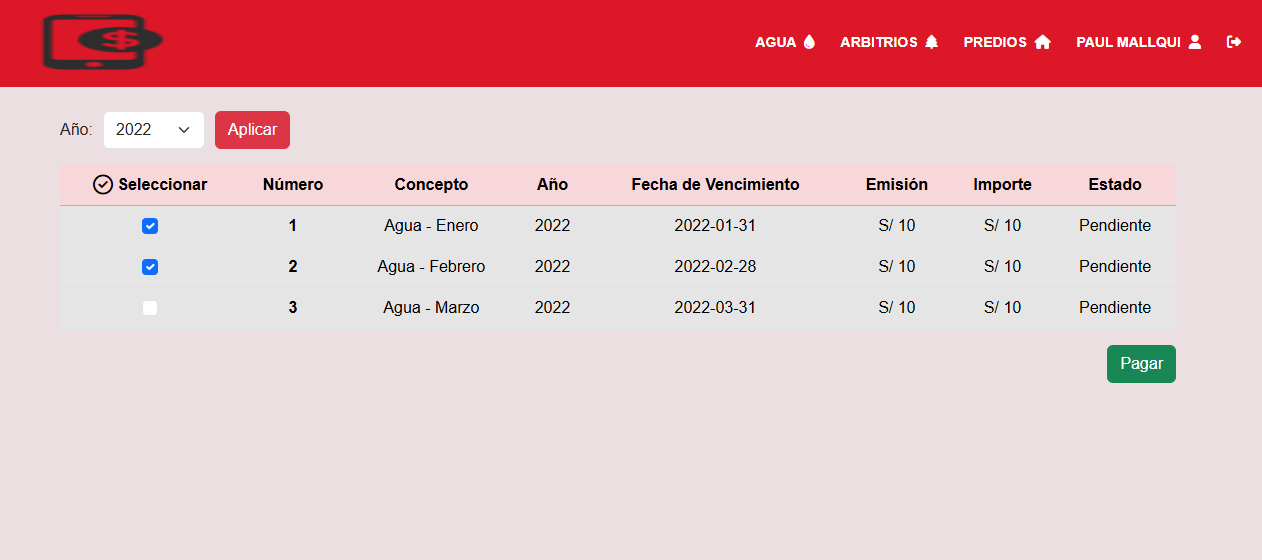 AGUA ARBITRIOS PREDIOS PAUL MALLQUI
Año: 2022 Aplicar
Seleccionar Número Concepto Año Fecha de Vencimiento Emisión Importe Estado
1 Agua - Enero 2022 2022-01-31 S/ 10 S/ 10 Pendiente
2 Agua - Febrero 2022 2022-02-28 S/ 10 S/ 10 Pendiente
3 Agua - Marzo 2022 2022-03-31 S/ 10 S/ 10 Pendiente
Pagar